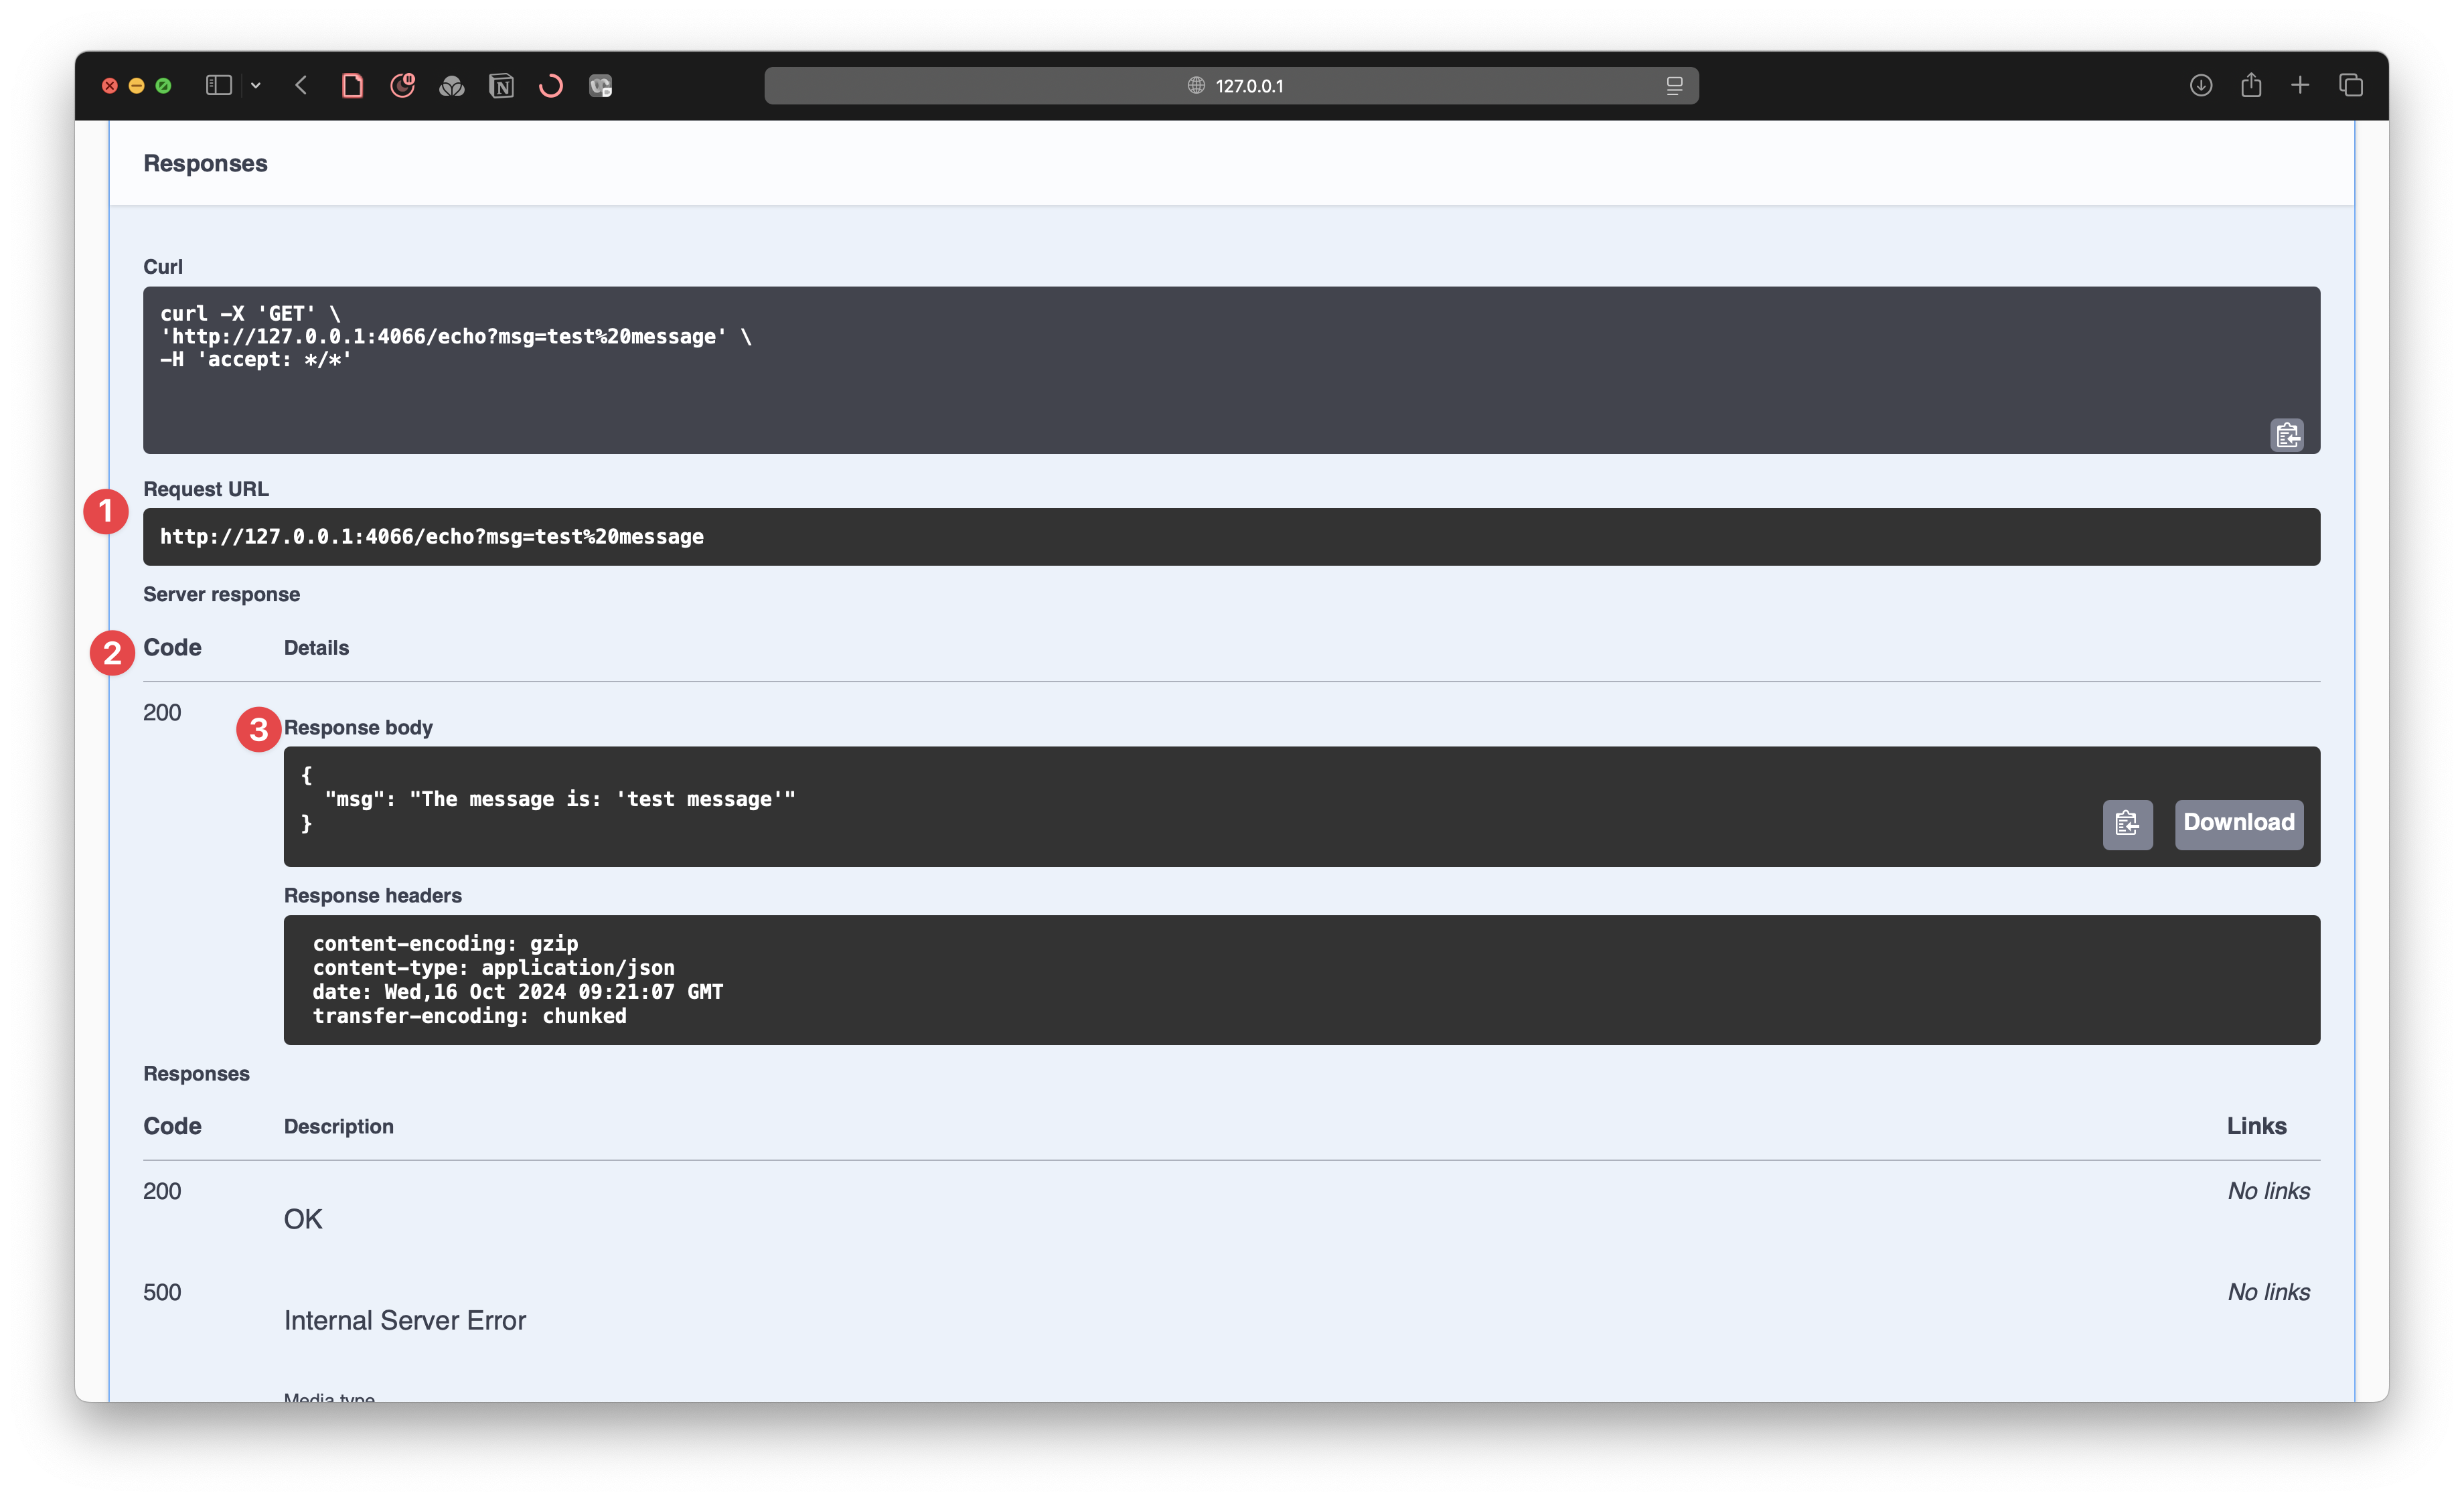 127.0.0.1
Responses
Curl
curl -X 'GET' \
'http://127.0.0.1:4066/echo?msg=test%20message' \
-H 'accept: */*'
1
Request URL
http://127.0.0.1:4066/echo?msg=test%20message
Server response
2
Code Details
200
3
Response body
{
"msg": "The message is: 'test message'"
}
Download
Response headers
content-encoding: gzip
content-type: application/json
date: Wed,16 Oct 2024 09:21:07 GMT
transfer-encoding: chunked
Responses
Code Description Links
200 No links
OK
500 No links
Internal Server Error
Media type